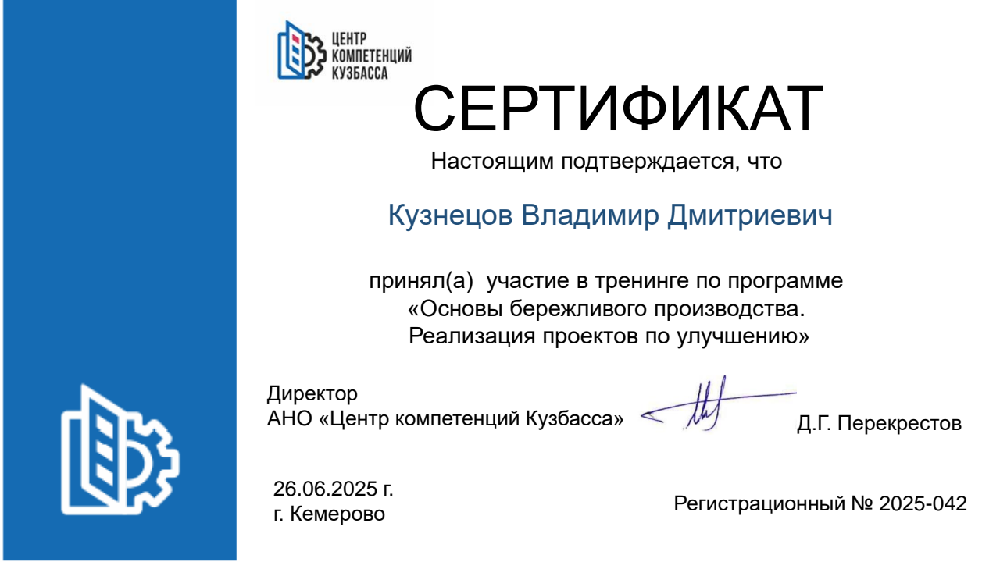 ЦЕНТР
КОМПЕТЕНЦИЙ
КУЗБАССА
СЕРТИФИКАТ
Настоящим подтверждается, что
Кузнецов Владимир Дмитриевич
принял(а)  участие в тренинге по программе
«Основы бережливого производства.
Реализация проектов по улучшению»
Директор
АНО «Центр компетенций Кузбасса»
Д.Г. Перекрестов
26.06.2025 г.
г. Кемерово
Регистрационный № 2025-042